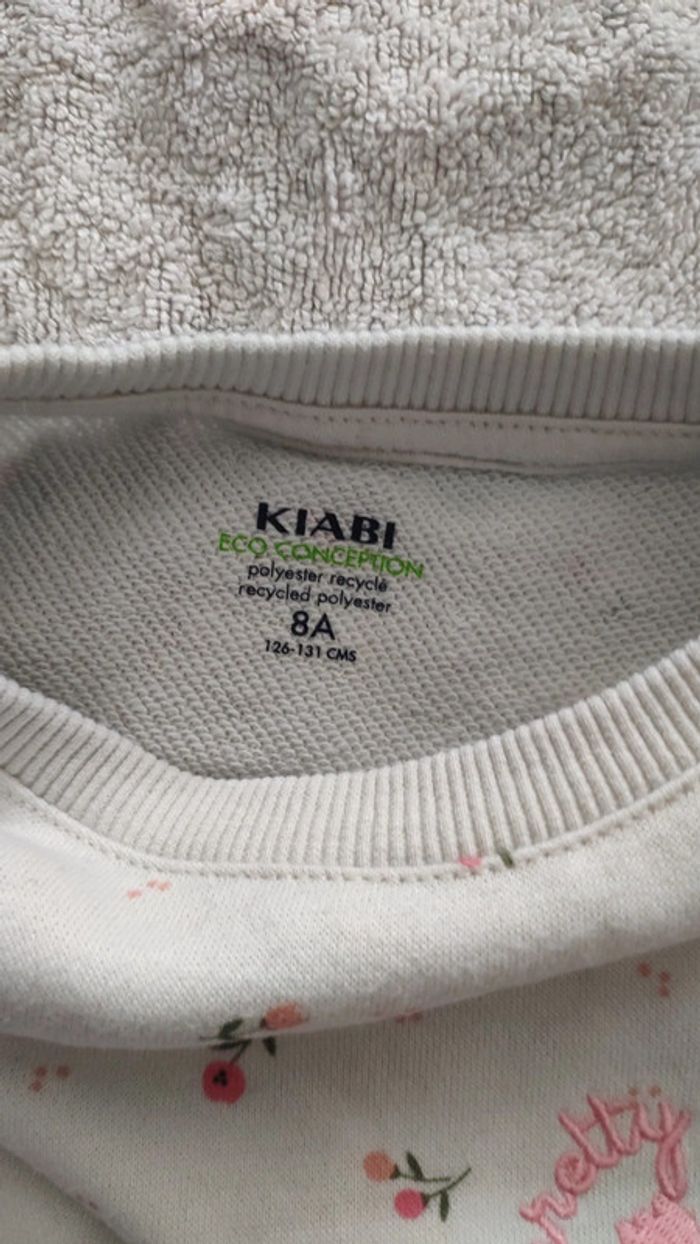 KIABI
ECO CONCEPTION
polyester recyclé
recycled polyester
8A
126-131 CMS